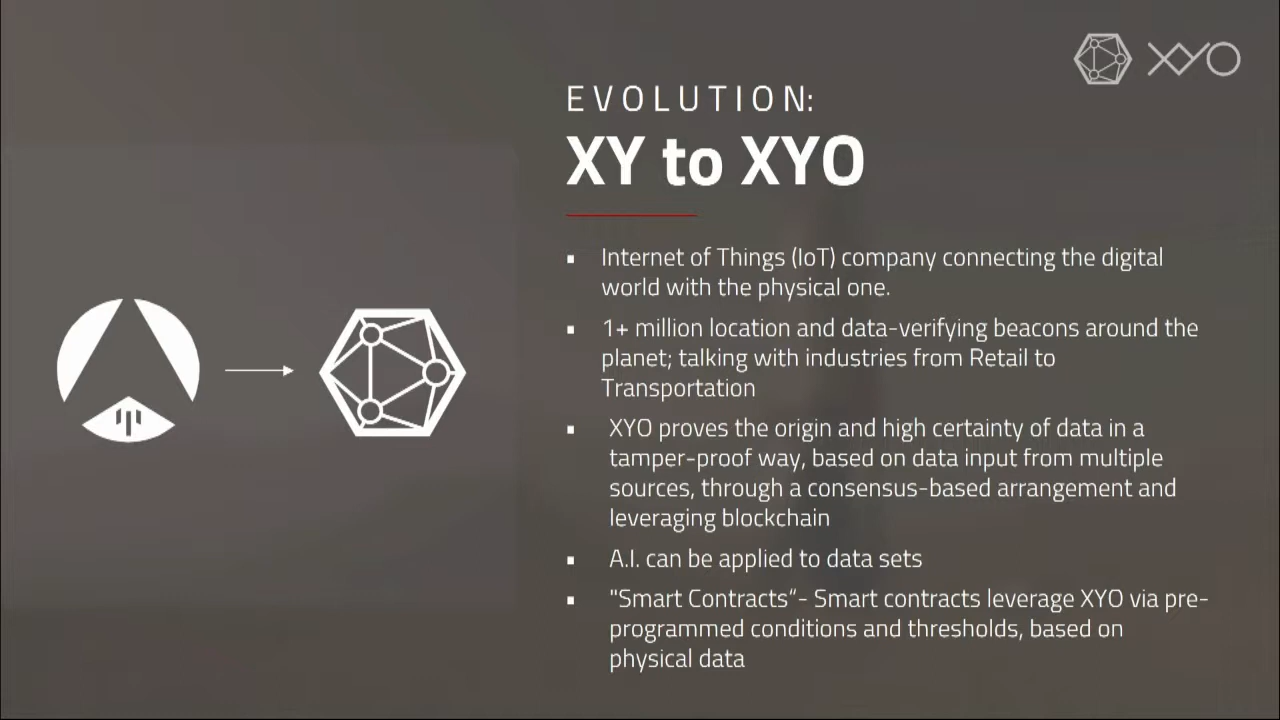 XYO
EVOLUTION:
XY to XYO
▪ Internet of Things (IoT) company connecting the digital
world with the physical one.
▪ 1+ million location and data-verifying beacons around the
planet; talking with industries from Retail to
Transportation
▪ XYO proves the origin and high certainty of data in a
tamper-proof way, based on data input from multiple
sources, through a consensus-based arrangement and
leveraging blockchain
▪ A.I. can be applied to data sets
▪ "Smart Contracts“- Smart contracts leverage XYO via pre-
programmed conditions and thresholds, based on
physical data